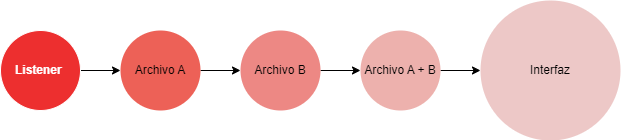 Listener
Archivo A
Archivo B
Archivo A + B
Interfaz